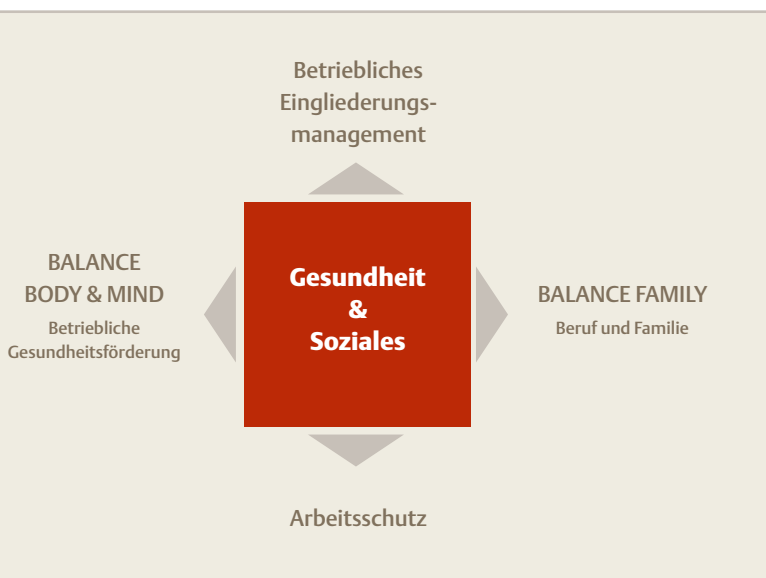 Betriebliches
Eingliederungs-
management
BALANCE
BODY & MIND
Betriebliche
Gesundheitsförderung
Gesundheit
&
Soziales
BALANCE FAMILY
Beruf und Familie
Arbeitsschutz